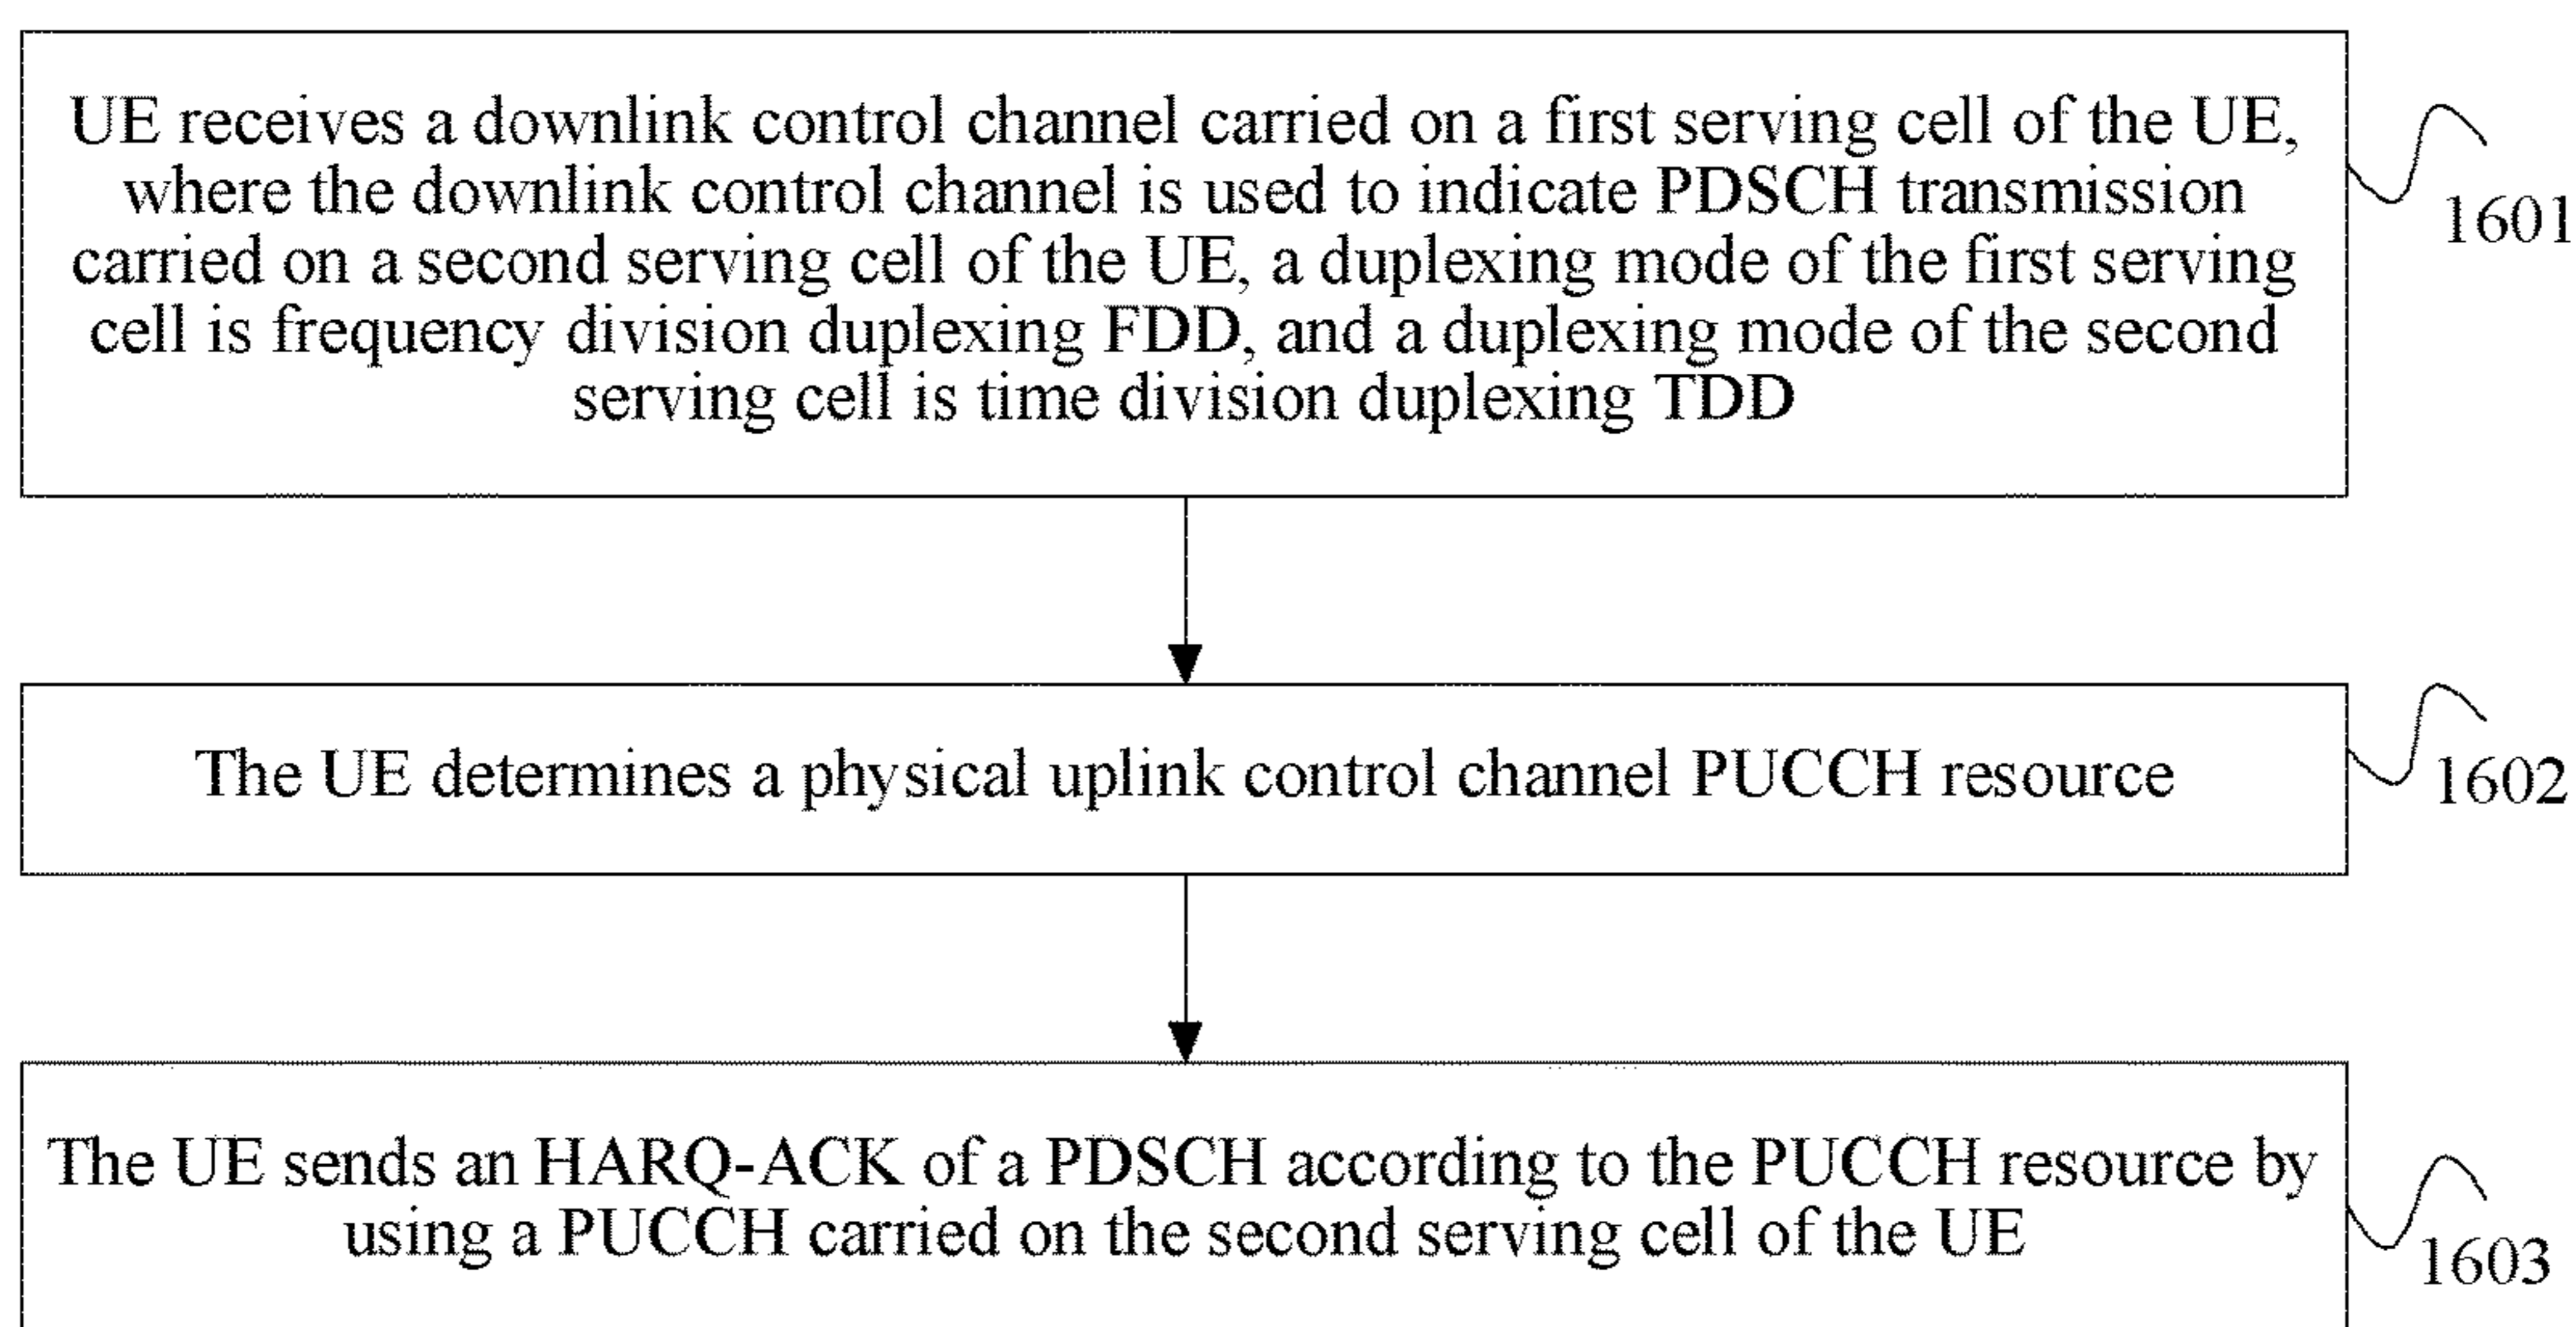 UE receives a downlink control channel carried on a first serving cell of the UE,
where the downlink control channel is used to indicate PDSCH transmission
carried on a second serving cell of the UE, a duplexing mode of the first serving
cell is frequency division duplexing FDD, and a duplexing mode of the second
serving cell is time division duplexing TDD
1601
The UE determines a physical uplink control channel PUCCH resource
1602
The UE sends an HARQ-ACK of a PDSCH according to the PUCCH resource by
using a PUCCH carried on the second serving cell of the UE
1603